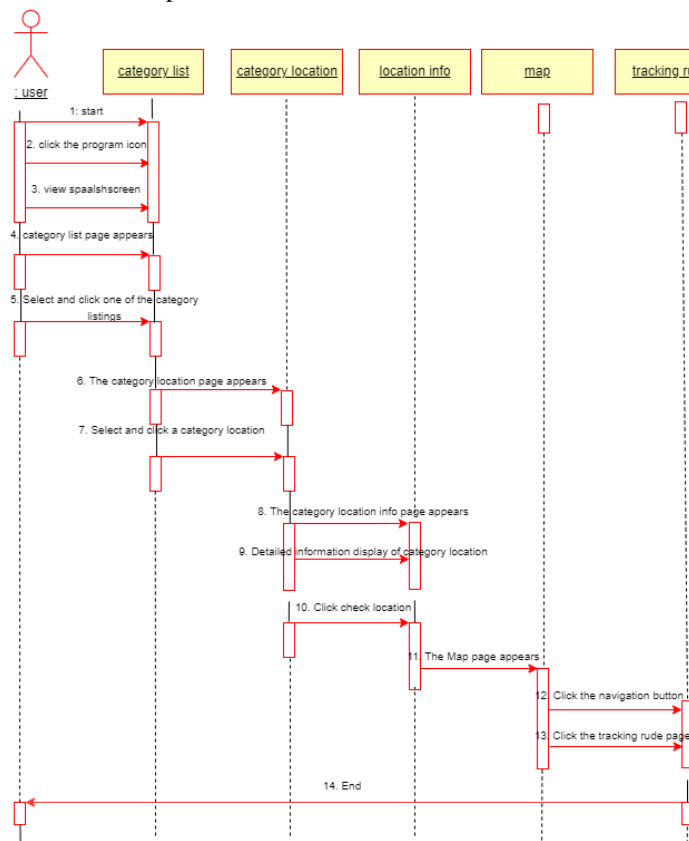 : user
category list
category location
location info
map
tracking
1: start
2. click the program icon
3. view spaalshscreen
4. category list page appears
5. Select and click one of the category
listings
6. The category location page appears
7. Select and click a category location
8. The category location info page appears
9. Detailed information display of category location
10. Click check location
11. The Map page appears
12. Click the navigation button
13. Click the tracking rude page
14. End